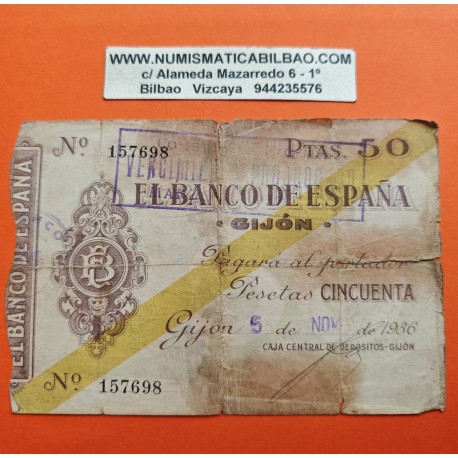 WWW.NUMISMATICABILBAO.COM
c/ Alameda Mazarredo 6 - 1º
Bilbao Vizcaya 944235576
Nº 157698
PTAS. 50
EL BANCO DE ESPAÑA
EL BANCO DE ESPAÑA
GIJÓN
Pagará al portador
Pesetas CINCUENTA
Gijón 5 de NOV. de 1936
CAJA CENTRAL DE DEPOSITOS-GIJÓN
Nº 157698